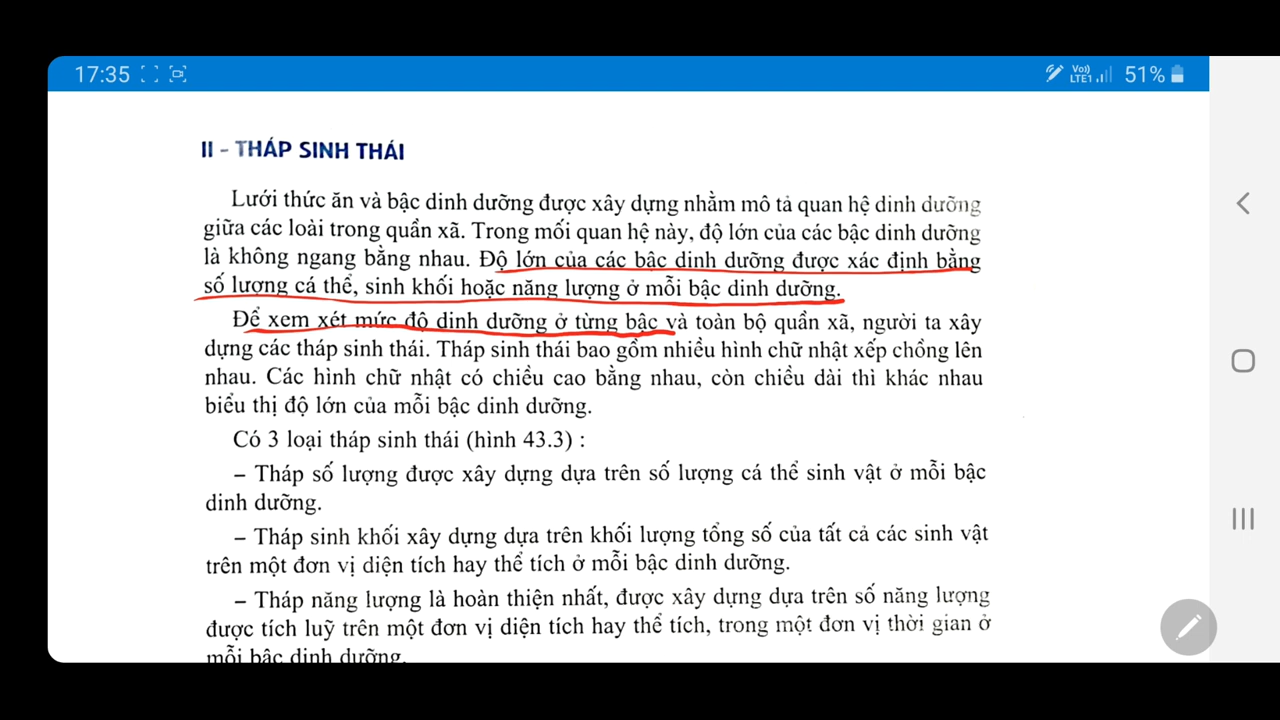 17:35
Vo)) LTE1 51%
II - THÁP SINH THÁI
Lưới thức ăn và bậc dinh dưỡng được xây dựng nhằm mô tả quan hệ dinh dưỡng
giữa các loài trong quần xã. Trong mối quan hệ này, độ lớn của các bậc dinh dưỡng
là không ngang bằng nhau. Độ lớn của các bậc dinh dưỡng được xác định bằng
số lượng cá thể, sinh khối hoặc năng lượng ở mỗi bậc dinh dưỡng.
Để xem xét mức độ dinh dưỡng ở từng bậc và toàn bộ quần xã, người ta xây
dựng các tháp sinh thái. Tháp sinh thái bao gồm nhiều hình chữ nhật xếp chồng lên
nhau. Các hình chữ nhật có chiều cao bằng nhau, còn chiều dài thì khác nhau
biểu thị độ lớn của mỗi bậc dinh dưỡng.
Có 3 loại tháp sinh thái (hình 43.3) :
– Tháp số lượng được xây dựng dựa trên số lượng cá thể sinh vật ở mỗi bậc
dinh dưỡng.
– Tháp sinh khối xây dựng dựa trên khối lượng tổng số của tất cả các sinh vật
trên một đơn vị diện tích hay thể tích ở mỗi bậc dinh dưỡng.
– Tháp năng lượng là hoàn thiện nhất, được xây dựng dựa trên số năng lượng
được tích luỹ trên một đơn vị diện tích hay thể tích, trong một đơn vị thời gian ở
mỗi bậc dinh dưỡng.